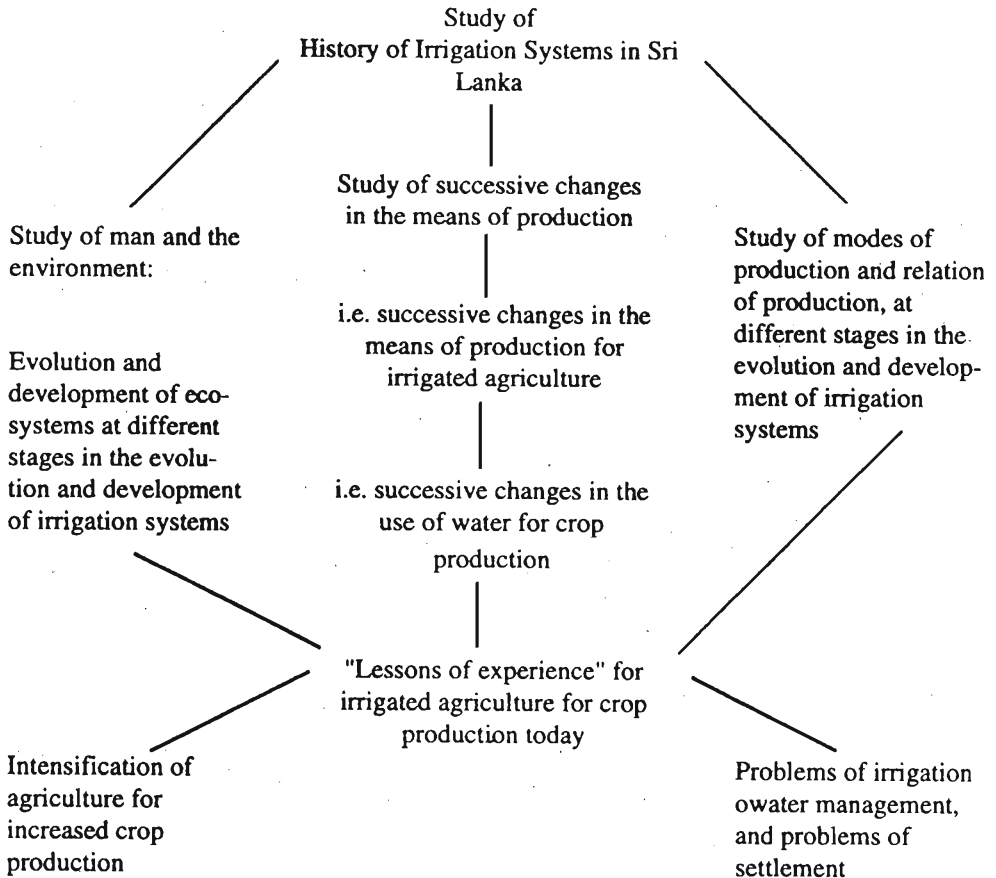 Study of
History of Irrigation Systems in Sri
Lanka
Study of successive changes
in the means of production
Study of man and the
environment:
Study of modes of
production and relation
of production, at
different stages in the
evolution and develop-
ment of irrigation
systems
i.e. successive changes in the
means of production for
irrigated agriculture
Evolution and
development of eco-
systems at different
stages in the evolu-
tion and development
of irrigation systems
i.e. successive changes in the
use of water for crop
production
"Lessons of experience" for
irrigated agriculture for crop
production today
Intensification of
agriculture for
increased crop
production
Problems of irrigation
owater management,
and problems of
settlement